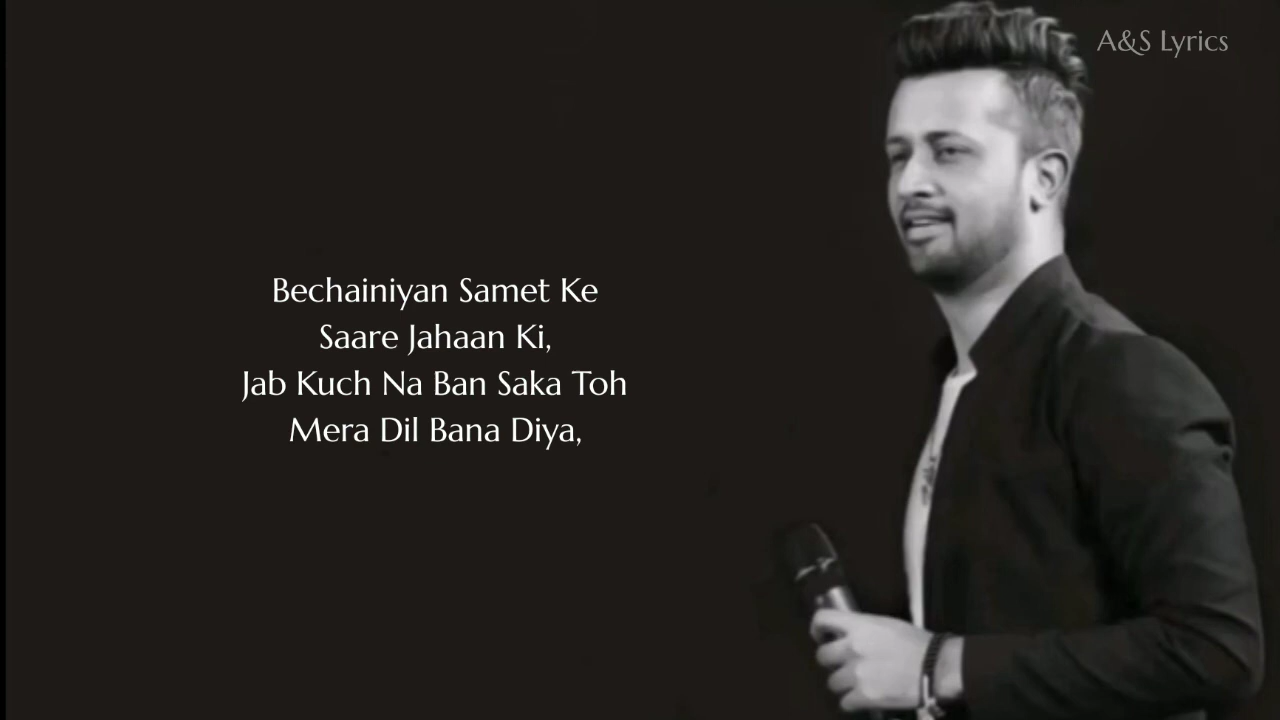 A&S Lyrics
Bechainiyan Samet Ke
Saare Jahaan Ki,
Jab Kuch Na Ban Saka Toh
Mera Dil Bana Diya,